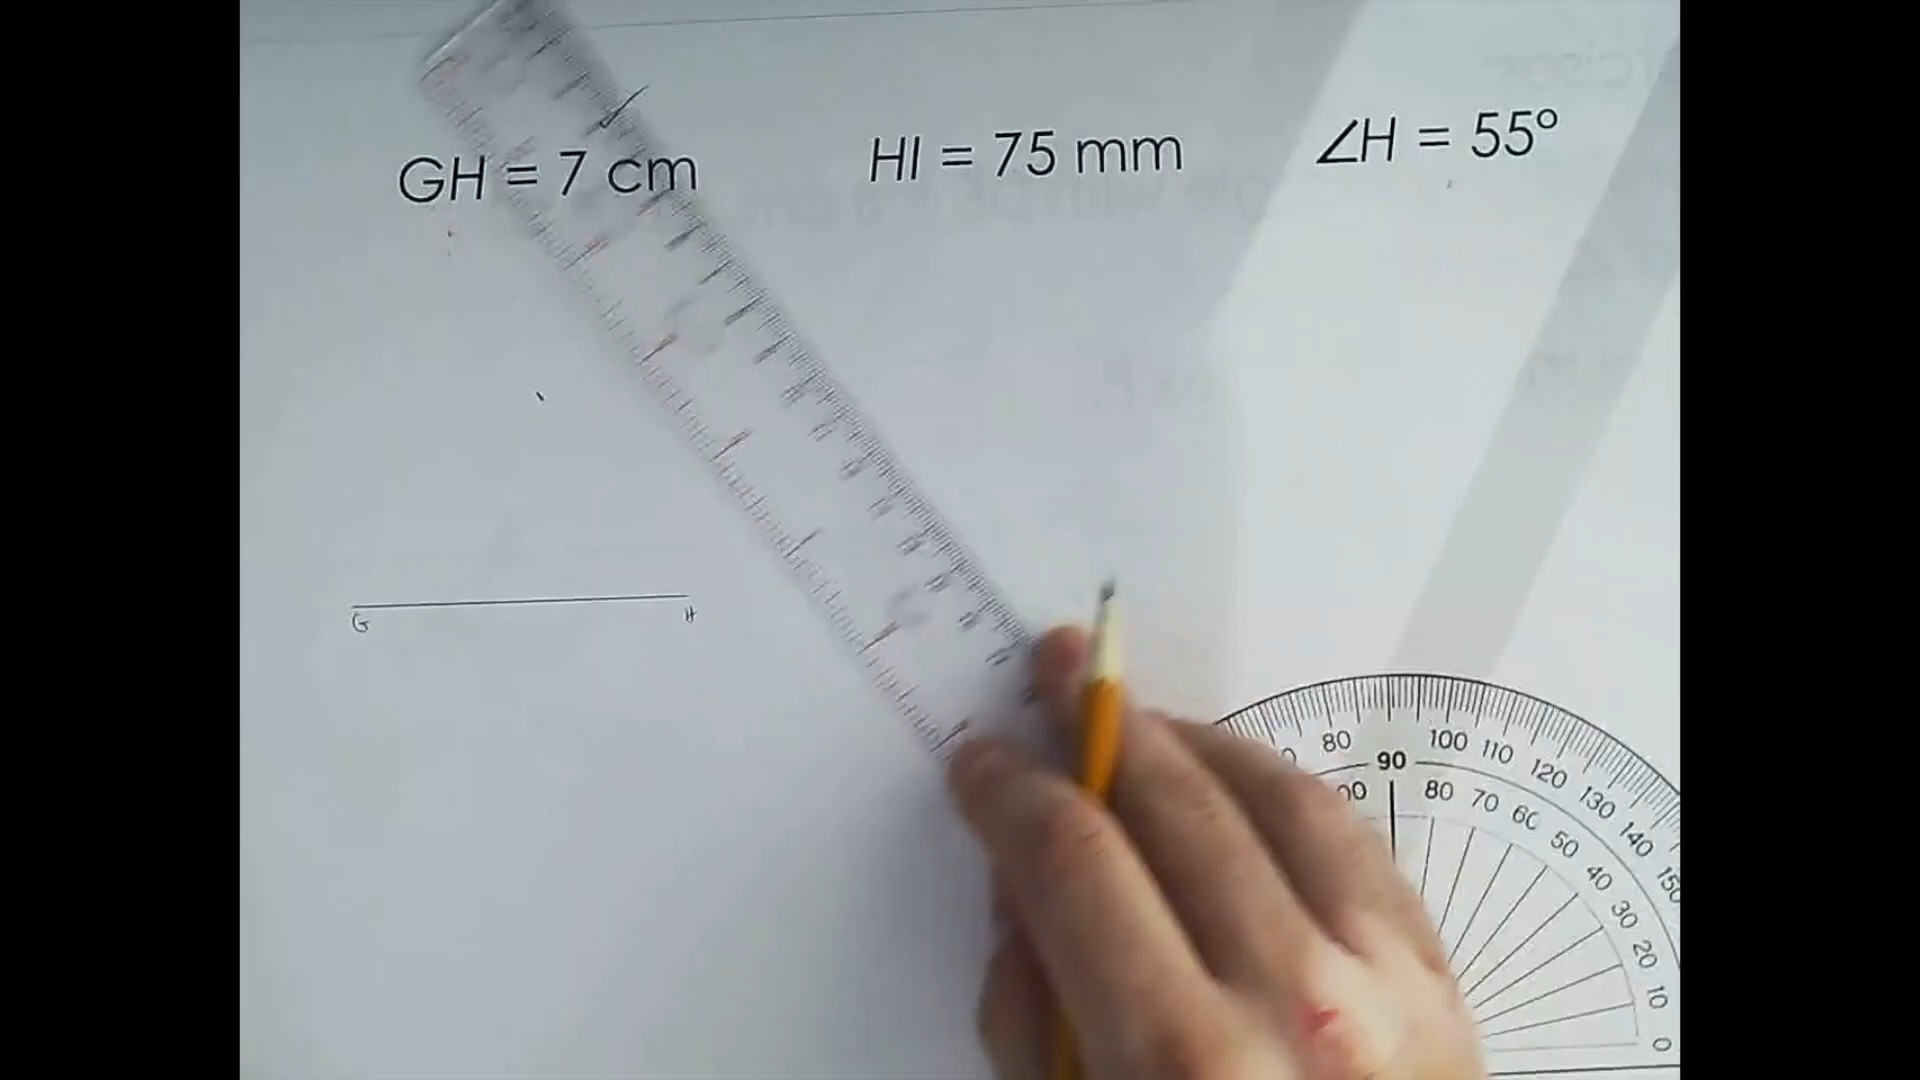 GH = 7 cm HI = 75 mm ∠H = 55°
G H
80 90 100 110 120 130 140 150
80 70 60 50 40 30 20 10 0